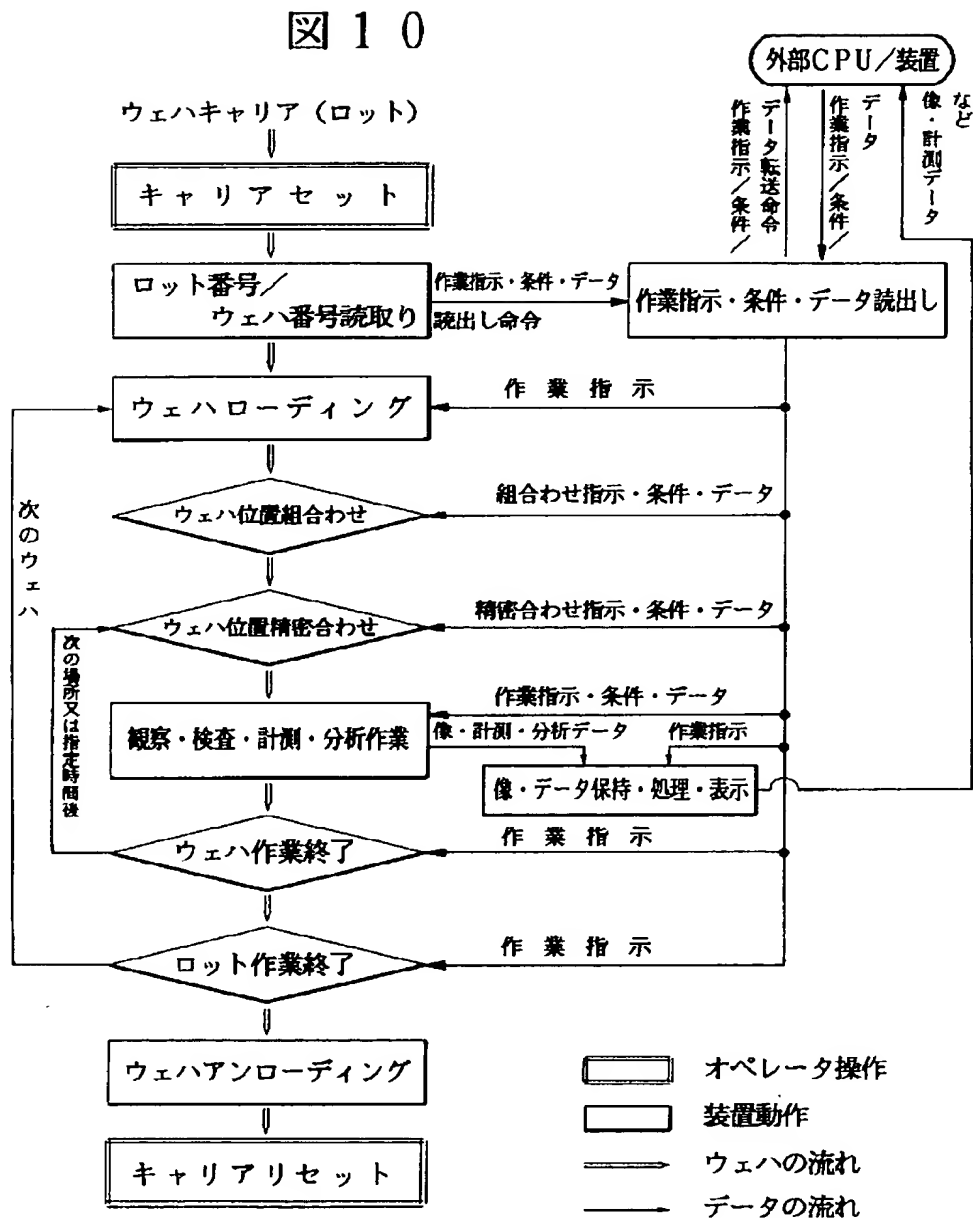 図10
外部CPU/装置
ウェハキャリア(ロット)
作業指示/条件/
データ転送命令
作業指示/条件/
データ
像・計測データ
など
キャリアセット
ロット番号/
ウェハ番号読取り
作業指示・条件・データ
読出し命令
作業指示・条件・データ読出し
ウェハローディング
作業指示
次のウェハ
ウェハ位置組合わせ
組合わせ指示・条件・データ
ウェハ位置精密合わせ
精密合わせ指示・条件・データ
次の場所又は指定時間後
観察・検査・計測・分析作業
作業指示・条件・データ
像・計測・分析データ
作業指示
像・データ保持・処理・表示
ウェハ作業終了
作業指示
ロット作業終了
作業指示
ウェハアンローディング
キャリアリセット
オペレータ操作
装置動作
ウェハの流れ
データの流れ